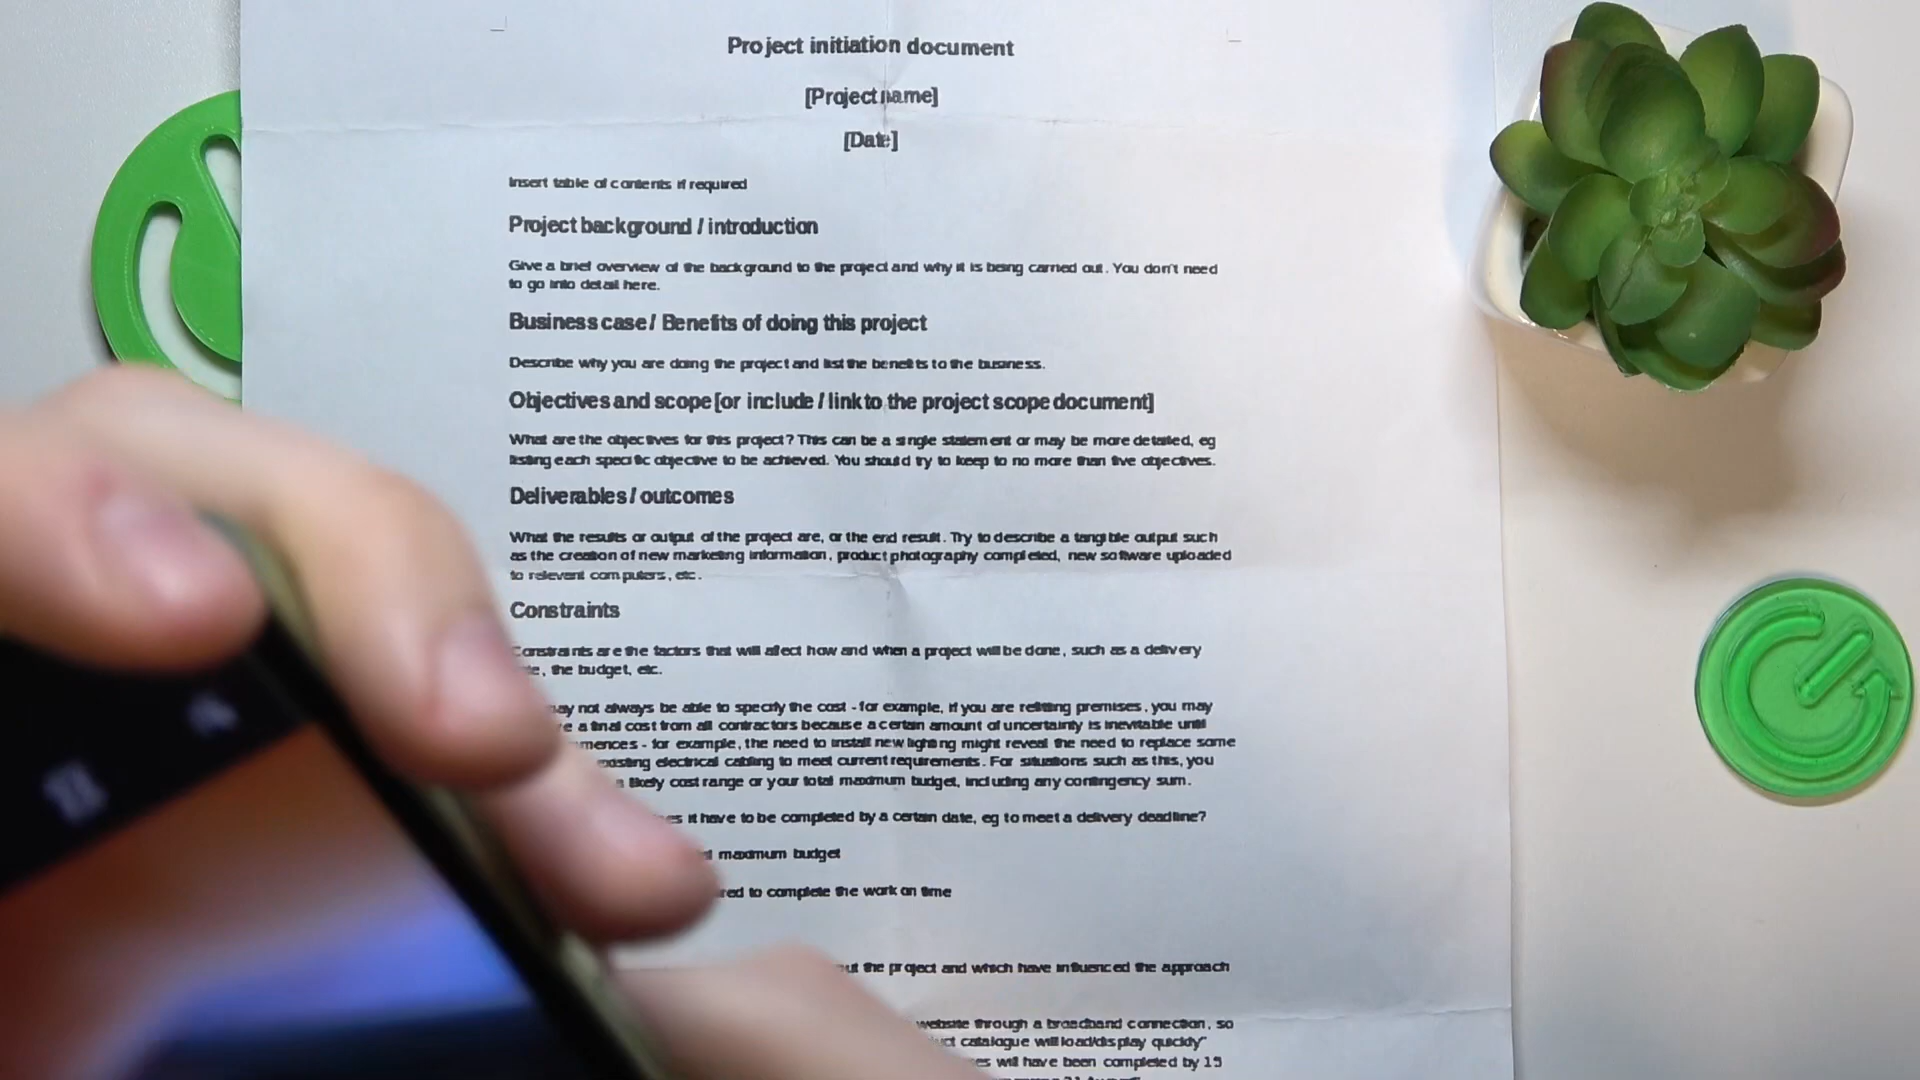 Project initiation document
[Project name]
[Date]
Insert table of contents if required
Project background / introduction
Give a brief overview of the background to the project and why it is being carried out. You don't need
to go into detail here.
Business case / Benefits of doing this project
Describe why you are doing the project and list the benefits to the business.
Objectives and scope [or include / link to the project scope document]
What are the objectives for this project? This can be a single statement or may be more detailed, eg
listing each specific objective to be achieved. You should try to keep to no more than five objectives.
Deliverables / outcomes
What the results or output of the project are, or the end result. Try to describe a tangible output such
as the creation of new marketing information, product photography completed, new software uploaded
to relevent computers, etc.
Constraints
Constraints are the factors that will affect how and when a project will be done, such as a delivery
the budget, etc.
not always be able to specify the cost - for example, if you are refitting premises, you may
a final cost from all contractors because a certain amount of uncertainty is inevitable until
- for example, the need to install new lighting might reveal the need to replace some
existing electrical cabling to meet current requirements. For situations such as this, you
likely cost range or your total maximum budget, including any contingency sum.
it have to be completed by a certain date, eg to meet a delivery deadline?
maximum budget
to complete the work on time
the project and which have influenced the approach
website through a broadband connection, so
catalogue will load/display quickly"
will have been completed by 15